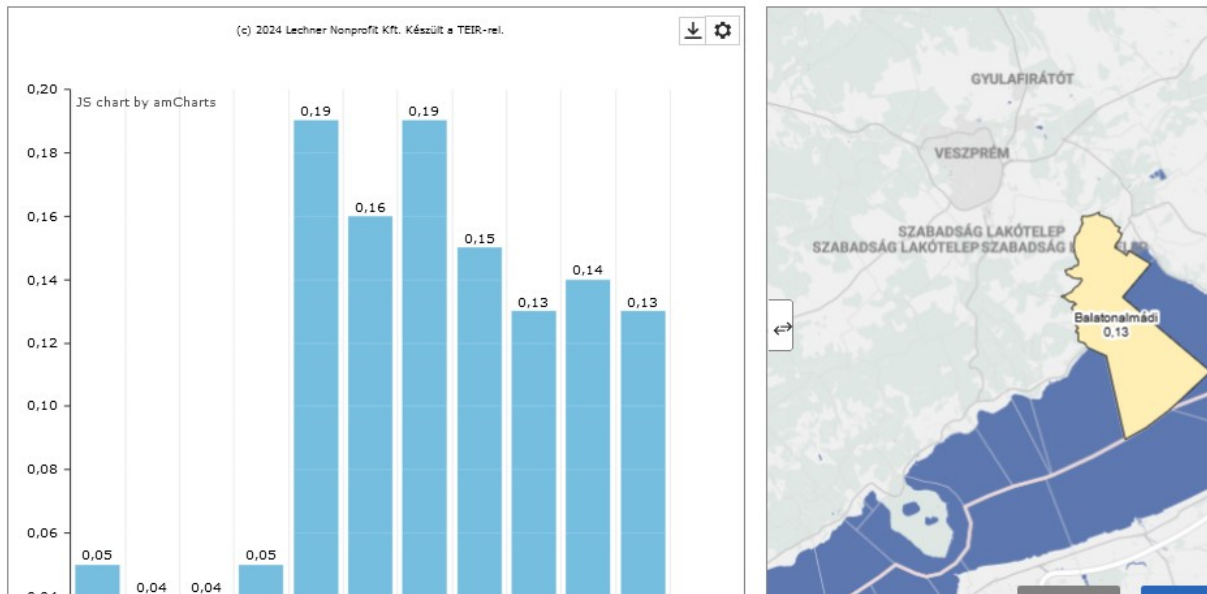 (c) 2024 Lechner Nonprofit Kft. Készült a TEIR-rel.
JS chart by amCharts
0,20
0,18
0,16
0,14
0,12
0,10
0,08
0,06
0,05
0,04
0,04
0,05
0,19
0,16
0,19
0,15
0,13
0,14
0,13
GYULAFIRÁTÓT
VESZPRÉM
SZABADSÁG LAKÓTELEP
SZABADSÁG LAKÓTELEP SZABADSÁG
Balatonalmádi
0,13